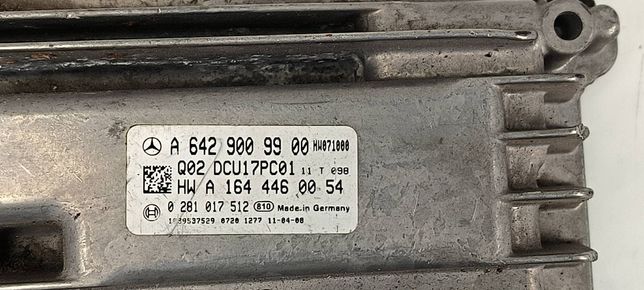 A 642 900 99 00 HW071000
Q02 DCU17PC01 11 T 098
HW A 164 446 00 54
0 281 017 512 810 Made in Germany
1039S37529 0720 1277 11-04-08